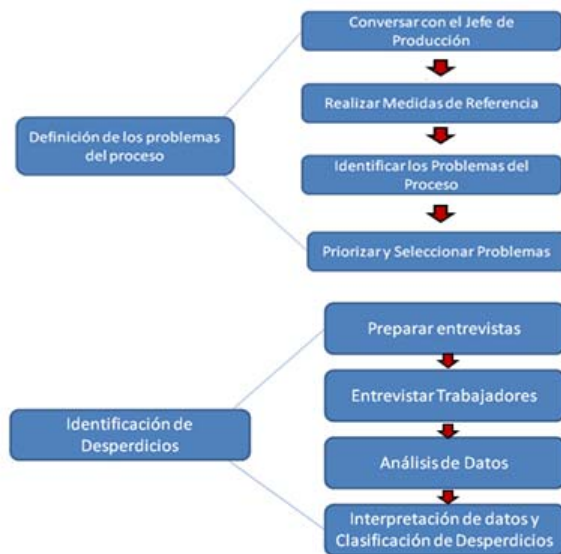 Conversar con el Jefe de
Producción
Realizar Medidas de Referencia
Definición de los problemas
del proceso
Identificar los Problemas del
Proceso
Priorizar y Seleccionar Problemas
Preparar entrevistas
Entrevistar Trabajadores
Identificación de
Desperdicios
Análisis de Datos
Interpretación de datos y
Clasificación de Desperdicios